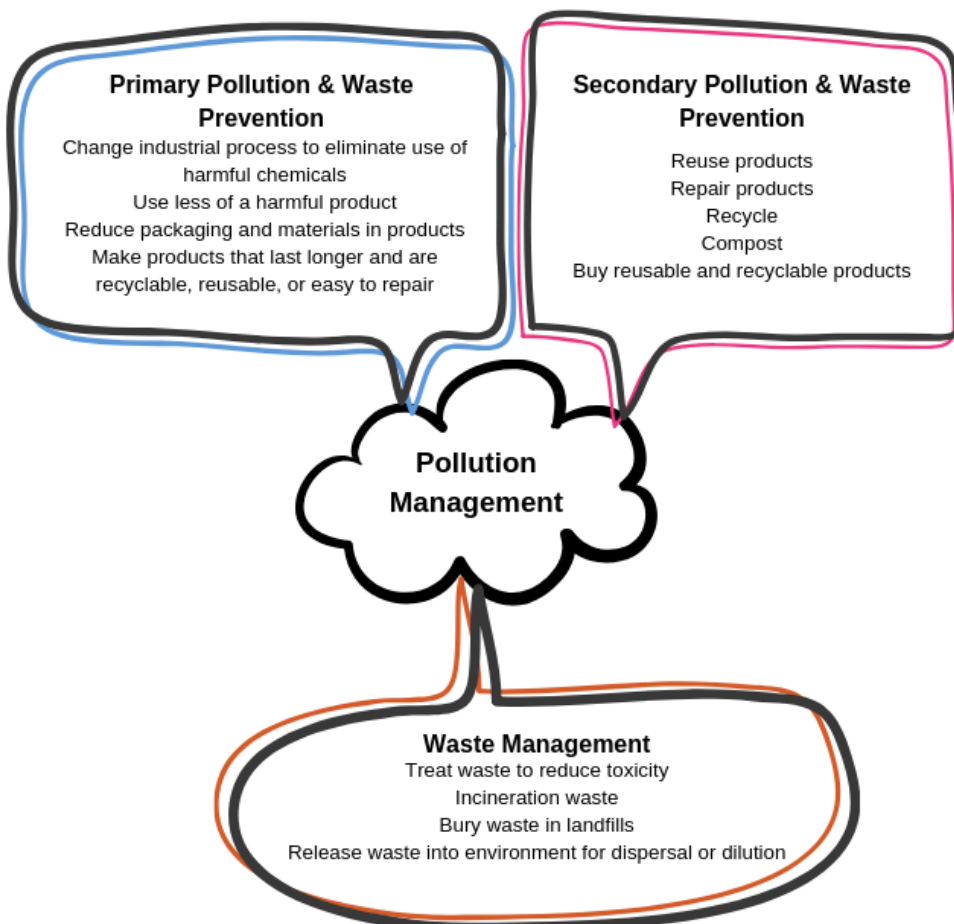 Primary Pollution & Waste
Prevention
Change industrial process to eliminate use of
harmful chemicals
Use less of a harmful product
Reduce packaging and materials in products
Make products that last longer and are
recyclable, reusable, or easy to repair
Secondary Pollution & Waste
Prevention
Reuse products
Repair products
Recycle
Compost
Buy reusable and recyclable products
Pollution
Management
Waste Management
Treat waste to reduce toxicity
Incineration waste
Bury waste in landfills
Release waste into environment for dispersal or dilution